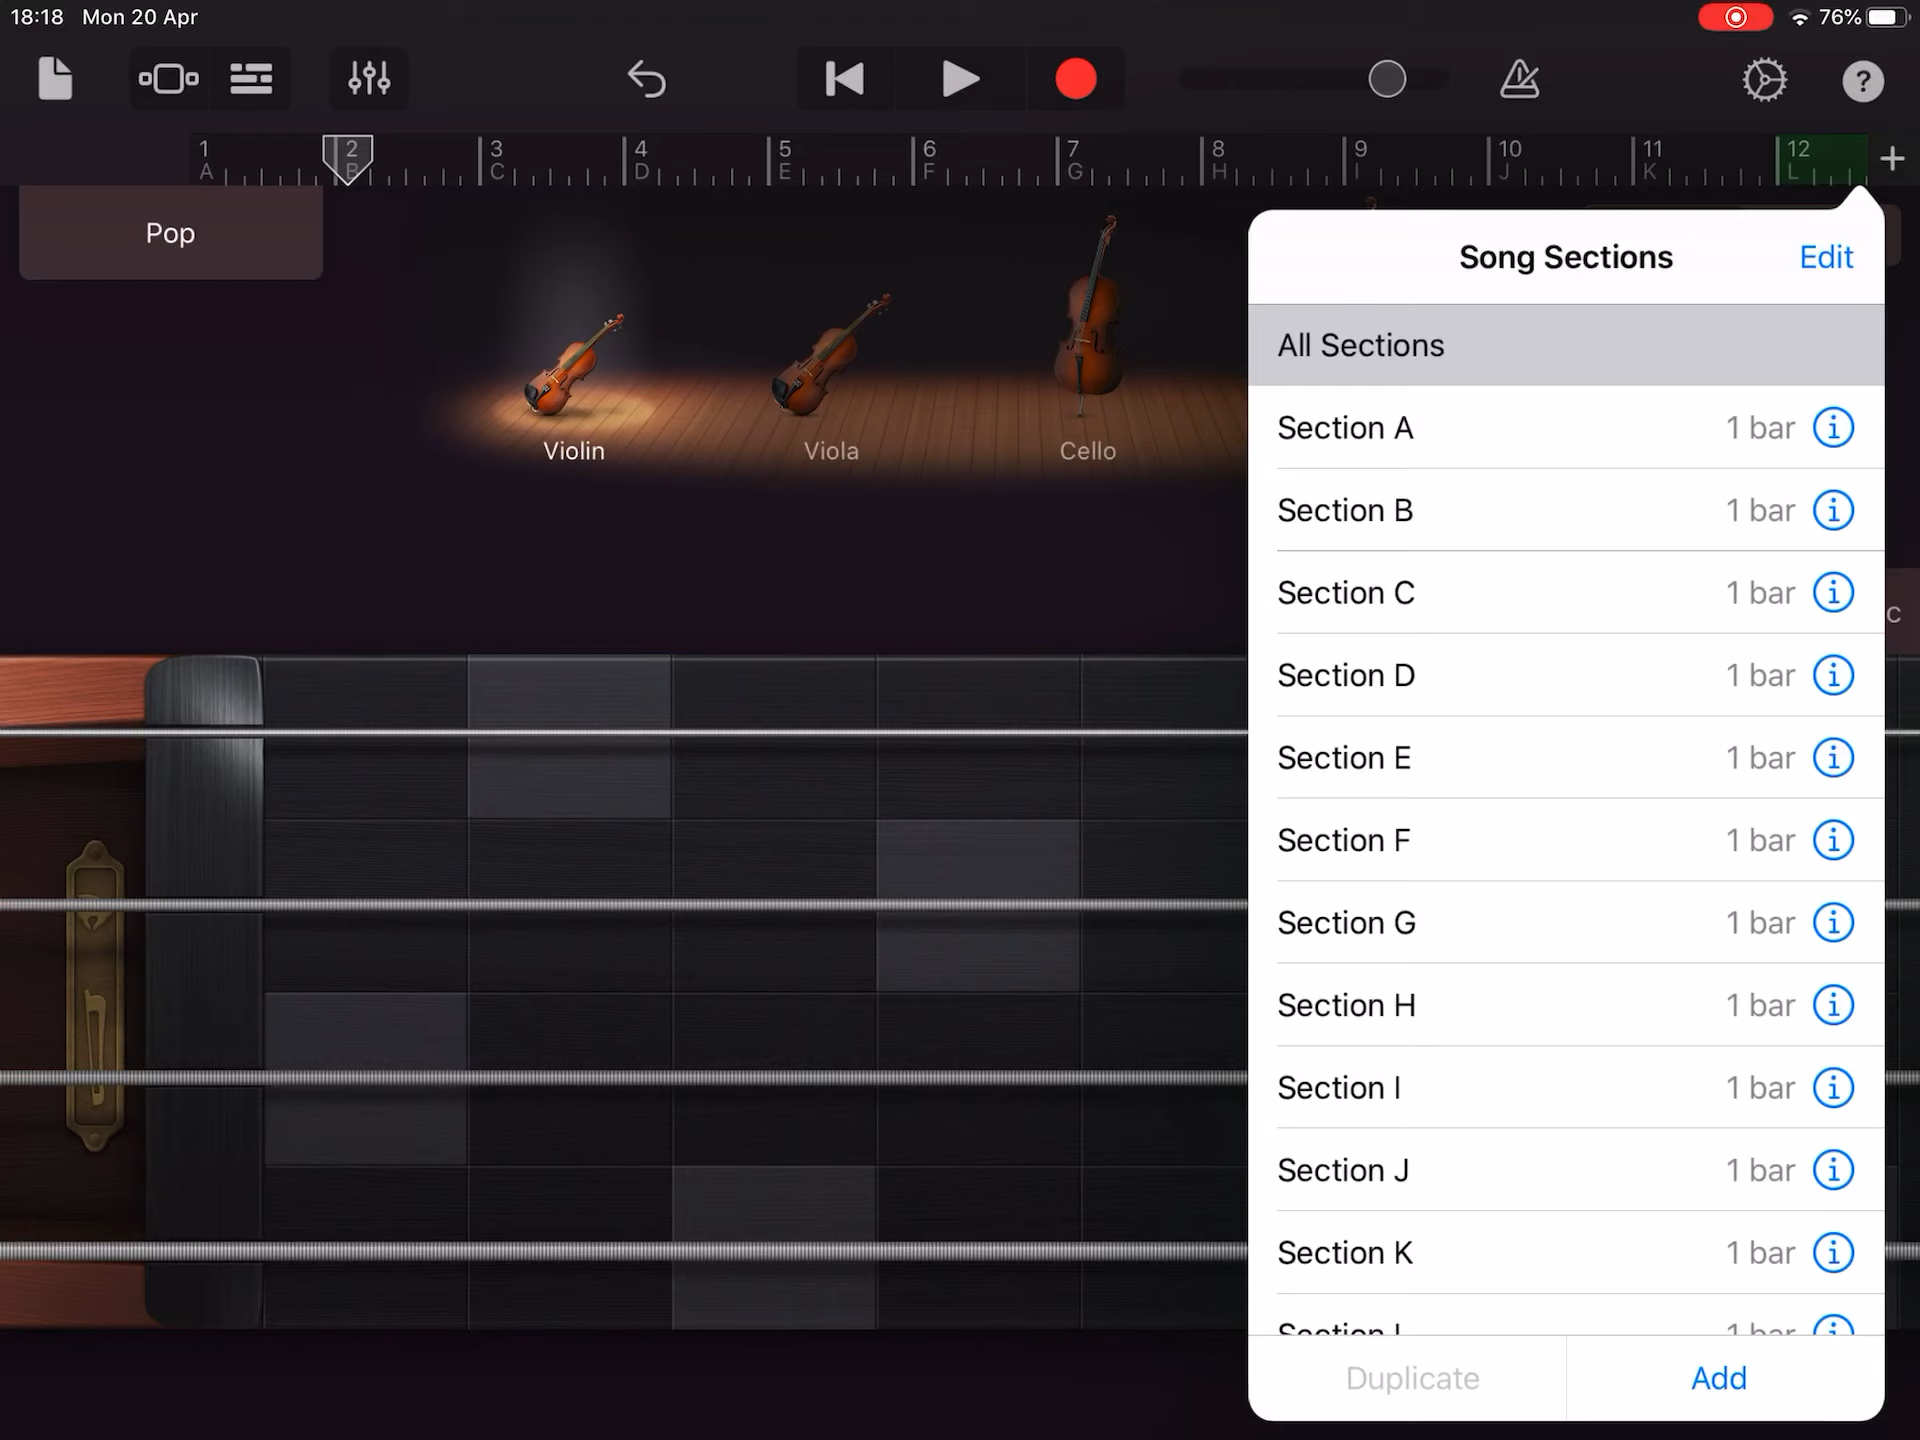 18:18 Mon 20 Apr
76%
1 2 3 4 5 6 7 8 9 10 11 12
A B C D E F G H I J K L
Pop
Song Sections
Edit
All Sections
Violin
Viola
Cello
Section A 1 bar
Section B 1 bar
Section C 1 bar
Section D 1 bar
Section E 1 bar
Section F 1 bar
Section G 1 bar
Section H 1 bar
Section I 1 bar
Section J 1 bar
Section K 1 bar
Section L 1 bar
c
Duplicate
Add